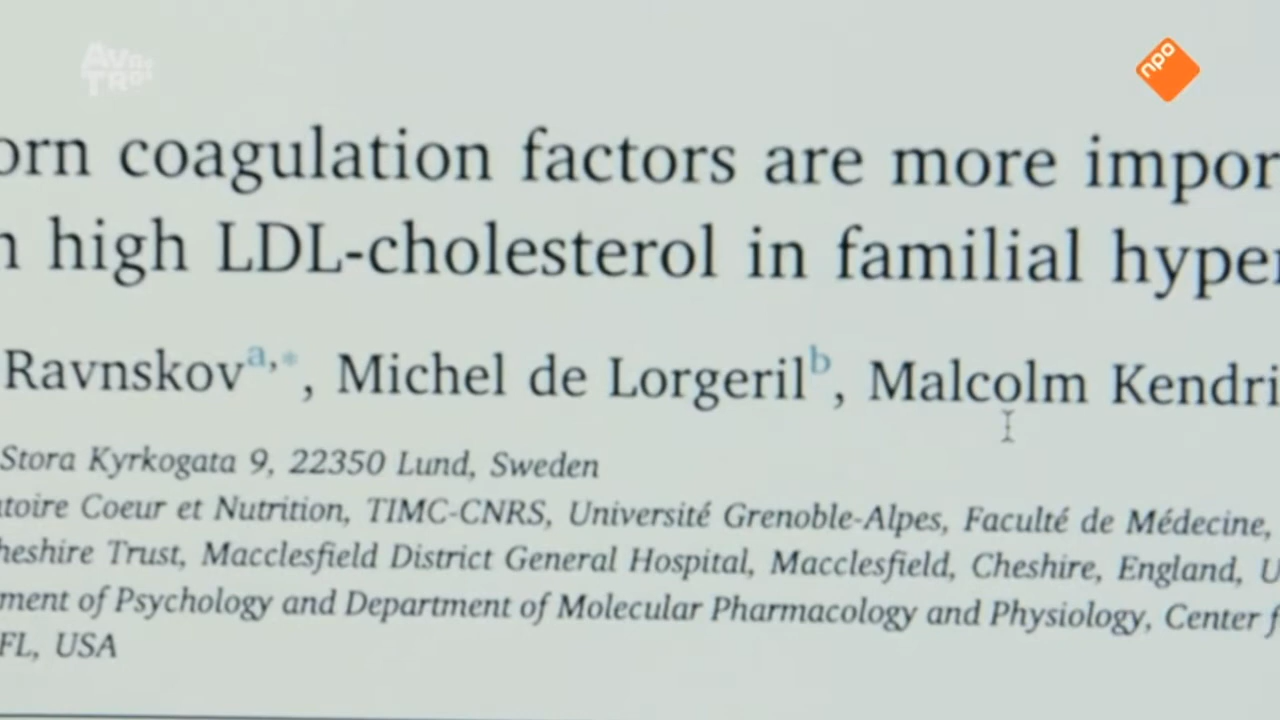 AVRO
TROS
npo
orn coagulation factors are more impor
n high LDL-cholesterol in familial hyper
Ravnskov a,*, Michel de Lorgeril b, Malcolm Kendri
Stora Kyrkogata 9, 22350 Lund, Sweden
atoire Coeur et Nutrition, TIMC-CNRS, Université Grenoble-Alpes, Faculté de Médecine,
heshire Trust, Macclesfield District General Hospital, Macclesfield, Cheshire, England, U
ment of Psychology and Department of Molecular Pharmacology and Physiology, Center f
FL, USA